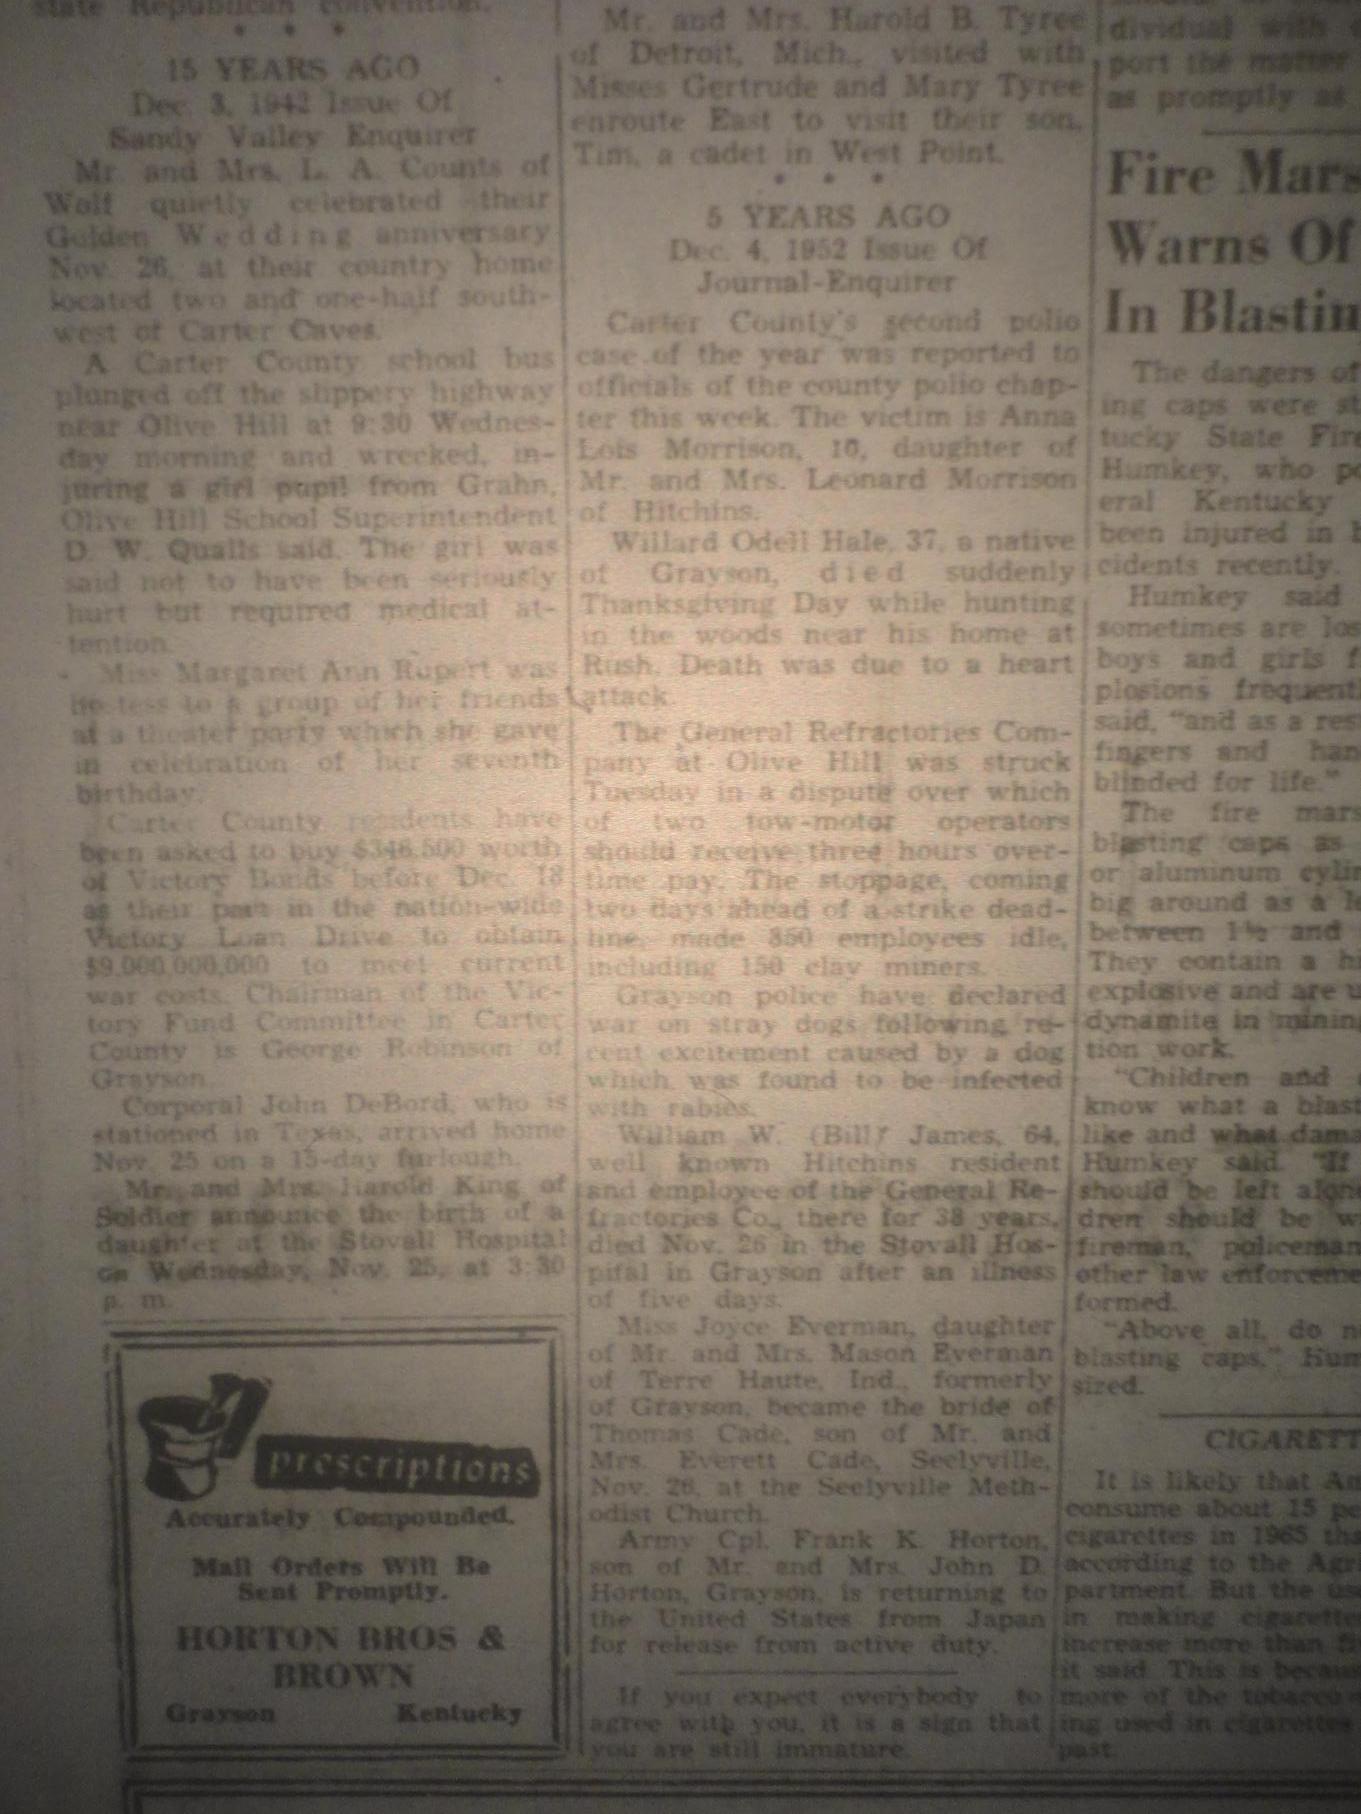 state Republican convention.
15 YEARS AGO
Dec. 3, 1942 Issue Of
Sandy Valley Enquirer
Mr. and Mrs. L. A. Counts of
Wolf quietly celebrated their
Golden Wedding anniversary
Nov. 26, at their country home
located two and one-half south-
west of Carter Caves.
A Carter County school bus
plunged off the slippery highway
near Olive Hill at 9:30 Wednes-
day morning and wrecked, in-
juring a girl pupil from Grahn,
Olive Hill School Superintendent
D. W. Qualls said. The girl was
said not to have been seriously
hurt but required medical at-
tention.
Miss Margaret Ann Rupert was
hostess to a group of her friends
at a theater party which she gave
in celebration of her seventh
birthday.
Carter County residents have
been asked to buy $346,500 worth
of Victory Bonds before Dec. 18
as their part in the nation-wide
Victory Loan Drive to obtain
$9,000,000,000 to meet current
war costs. Chairman of the Vic-
tory Fund Committee in Carter
County is George Robinson of
Grayson.
Corporal John DeBord, who is
stationed in Texas, arrived home
Nov. 25 on a 15-day furlough.
Mr. and Mrs. Harold King of
Soldier announce the birth of a
daughter at the Stovall Hospital
on Wednesday, Nov. 25, at 3:30
p. m.
prescriptions
Accurately Compounded.
Mail Orders Will Be
Sent Promptly.
HORTON BROS &
BROWN
Grayson Kentucky
Mr. and Mrs. Harold B. Tyree
of Detroit, Mich., visited with
Misses Gertrude and Mary Tyree
enroute East to visit their son,
Tim, a cadet in West Point.
5 YEARS AGO
Dec. 4, 1952 Issue Of
Journal-Enquirer
Carter County's second polio
case of the year was reported to
officials of the county polio chap-
ter this week. The victim is Anna
Lois Morrison, 10, daughter of
Mr. and Mrs. Leonard Morrison
of Hitchins.
Willard Odell Hale, 37, a native
of Grayson, died suddenly
Thanksgiving Day while hunting
in the woods near his home at
Rush. Death was due to a heart
attack.
The General Refractories Com-
pany at Olive Hill was struck
Tuesday in a dispute over which
of two tow-motor operators
should receive three hours over-
time pay. The stoppage, coming
two days ahead of a strike dead-
line, made 850 employees idle,
including 150 clay miners.
Grayson police have declared
war on stray dogs following re-
cent excitement caused by a dog
which was found to be infected
with rabies.
William W. (Bill) James, 64,
well known Hitchins resident
and employee of the General Re-
fractories Co., there for 38 years,
died Nov. 26 in the Stovall Hos-
pital in Grayson after an illness
of five days.
Miss Joyce Everman, daughter
of Mr. and Mrs. Mason Everman
of Terre Haute, Ind., formerly
of Grayson, became the bride of
Thomas Cade, son of Mr. and
Mrs. Everett Cade, Seelyville,
Nov. 26, at the Seelyville Meth-
odist Church.
Army Cpl. Frank K. Horton,
son of Mr. and Mrs. John D.
Horton, Grayson, is returning to
the United States from Japan
for release from active duty.
If you expect everybody to
agree with you, it is a sign that
you are still immature.
dividual with
port the matter
as promptly as
Fire Mars
Warns Of
In Blastin
The dangers of
ing caps were st
tucky State Fire
Humkey, who po
eral Kentucky
been injured in b
cidents recently.
Humkey said
sometimes are los
boys and girls f
plosions frequent
said, "and as a res
fingers and han
blinded for life."
The fire mars
blasting caps as
or aluminum cylin
big around as a le
between 1½ and
They contain a hi
explosive and are u
dynamite in mining
tion work.
"Children and
know what a blast
like and what dama
Humkey said. "If
should be left alone
dren should be w
fireman, policeman
other law enforceme
formed.
"Above all, do n
blasting caps," Hum
sized.
CIGARETT
It is likely that Am
consume about 15 pe
cigarettes in 1965 tha
according to the Agri
partment. But the use
in making cigarette
increase more than fi
it said. This is becaus
more of the tobacco
ing used in cigarettes
past.